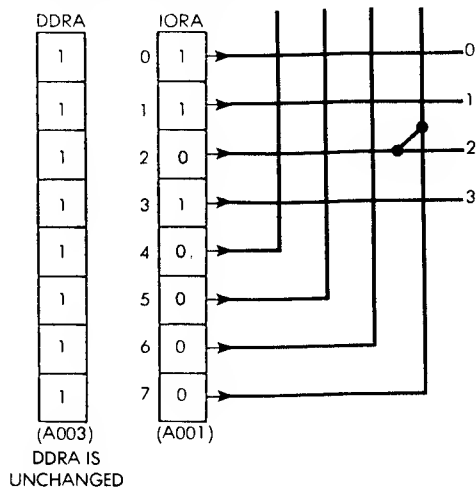 DDRA IORA
1 0 1 0
1 1 1 1
1 2 0 2
1 3 1 3
1 4 0.
1 5 0
1 6 0
1 7 0
(A003) (A001)
DDRA IS
UNCHANGED